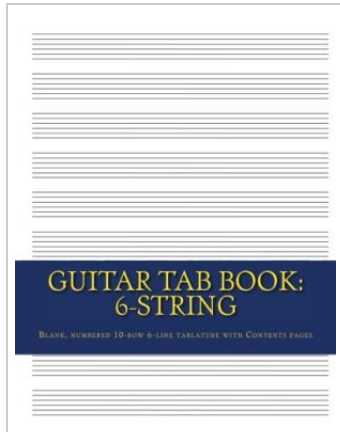 GUITAR TAB BOOK:
6-STRING
BLANK, NUMBERED 10-ROW 6-LINE TABLATURE WITH CONTENTS PAGES